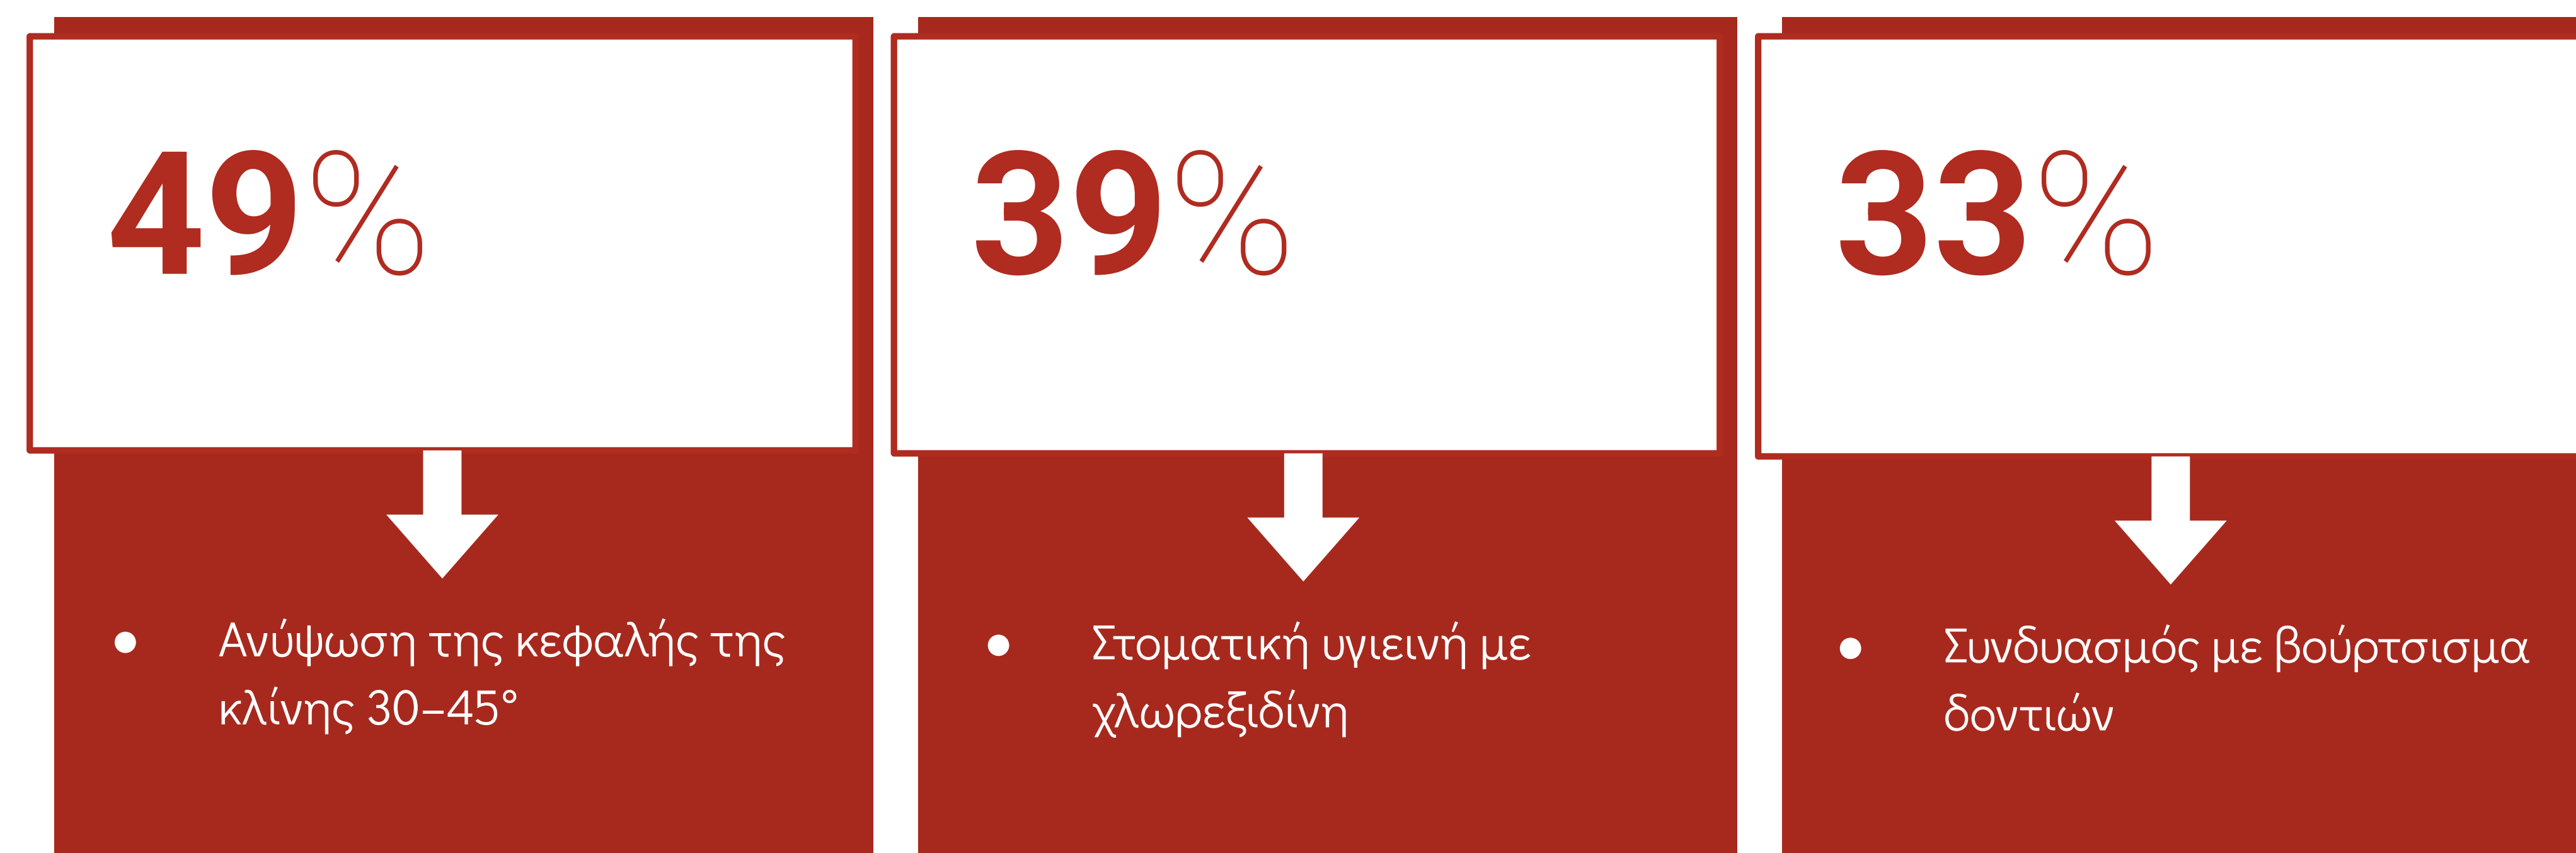 49%
39%
33%
• Ανύψωση της κεφαλής της
κλίνης 30–45°
• Στοματική υγιεινή με
χλωρεξιδίνη
• Συνδυασμός με βούρτσισμα
δοντιών